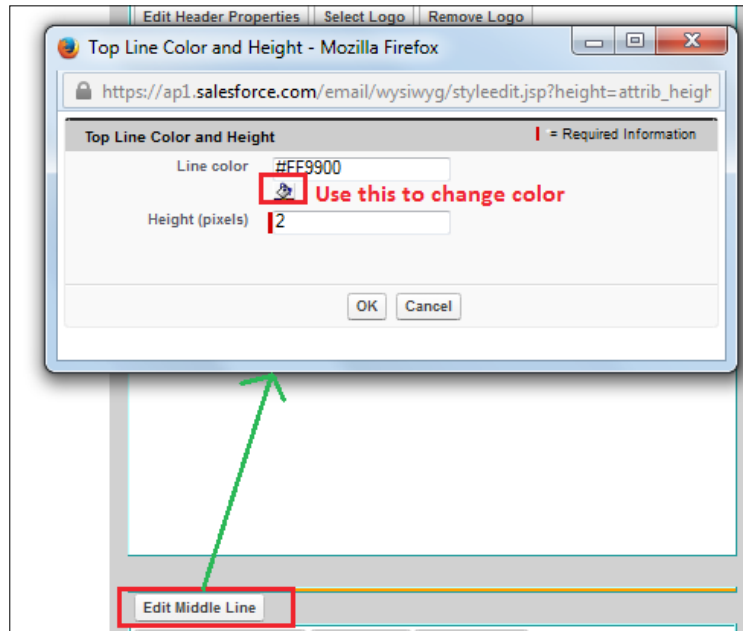 Edit Header Properties Select Logo Remove Logo
Top Line Color and Height - Mozilla Firefox
https://ap1.salesforce.com/email/wysiwyg/styleedit.jsp?height=attrib_heigh
Top Line Color and Height
= Required Information
Line color #FF9900
Use this to change color
Height (pixels) 2
OK Cancel
Edit Middle Line